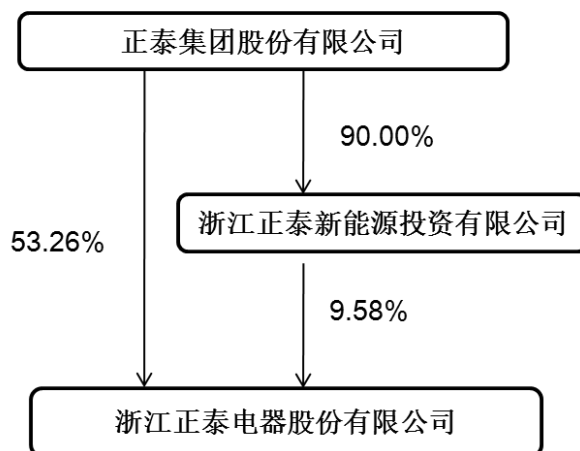 正泰集团股份有限公司
90.00%
浙江正泰新能源投资有限公司
53.26%
9.58%
浙江正泰电器股份有限公司